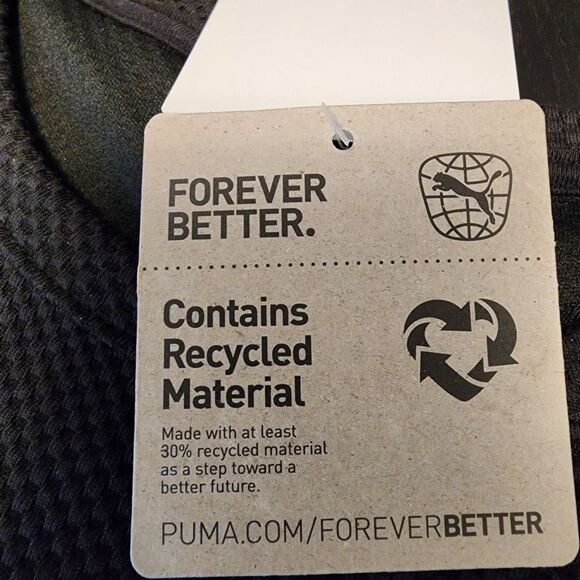 FOREVER
BETTER.
Contains
Recycled
Material
Made with at least
30% recycled material
as a step toward a
better future.
PUMA.COM/FOREVERBETTER